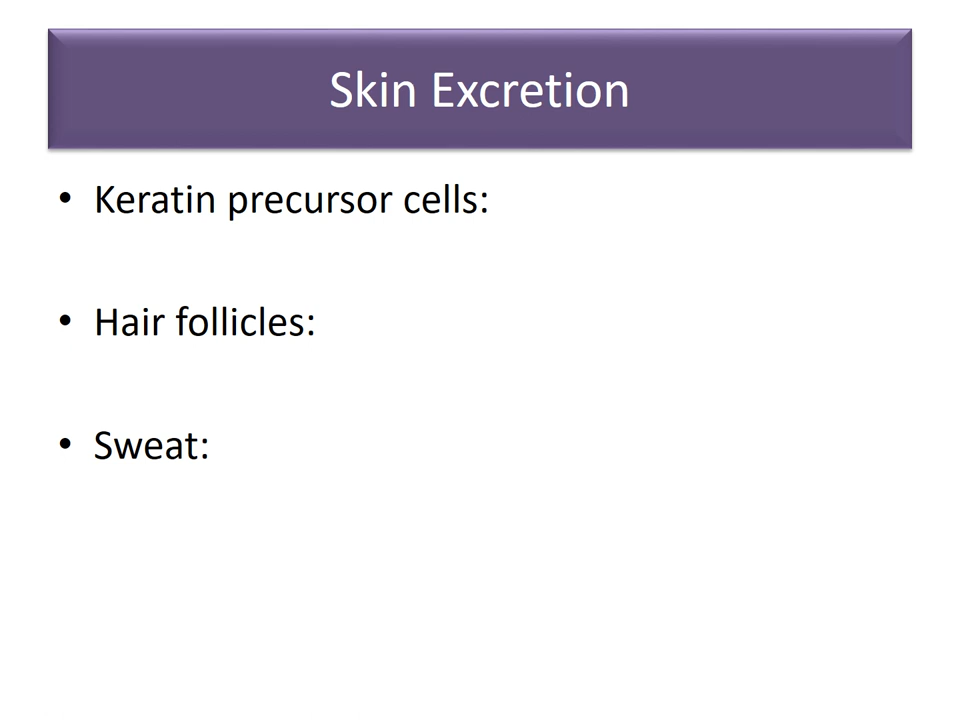 Skin Excretion
• Keratin precursor cells:
• Hair follicles:
• Sweat: